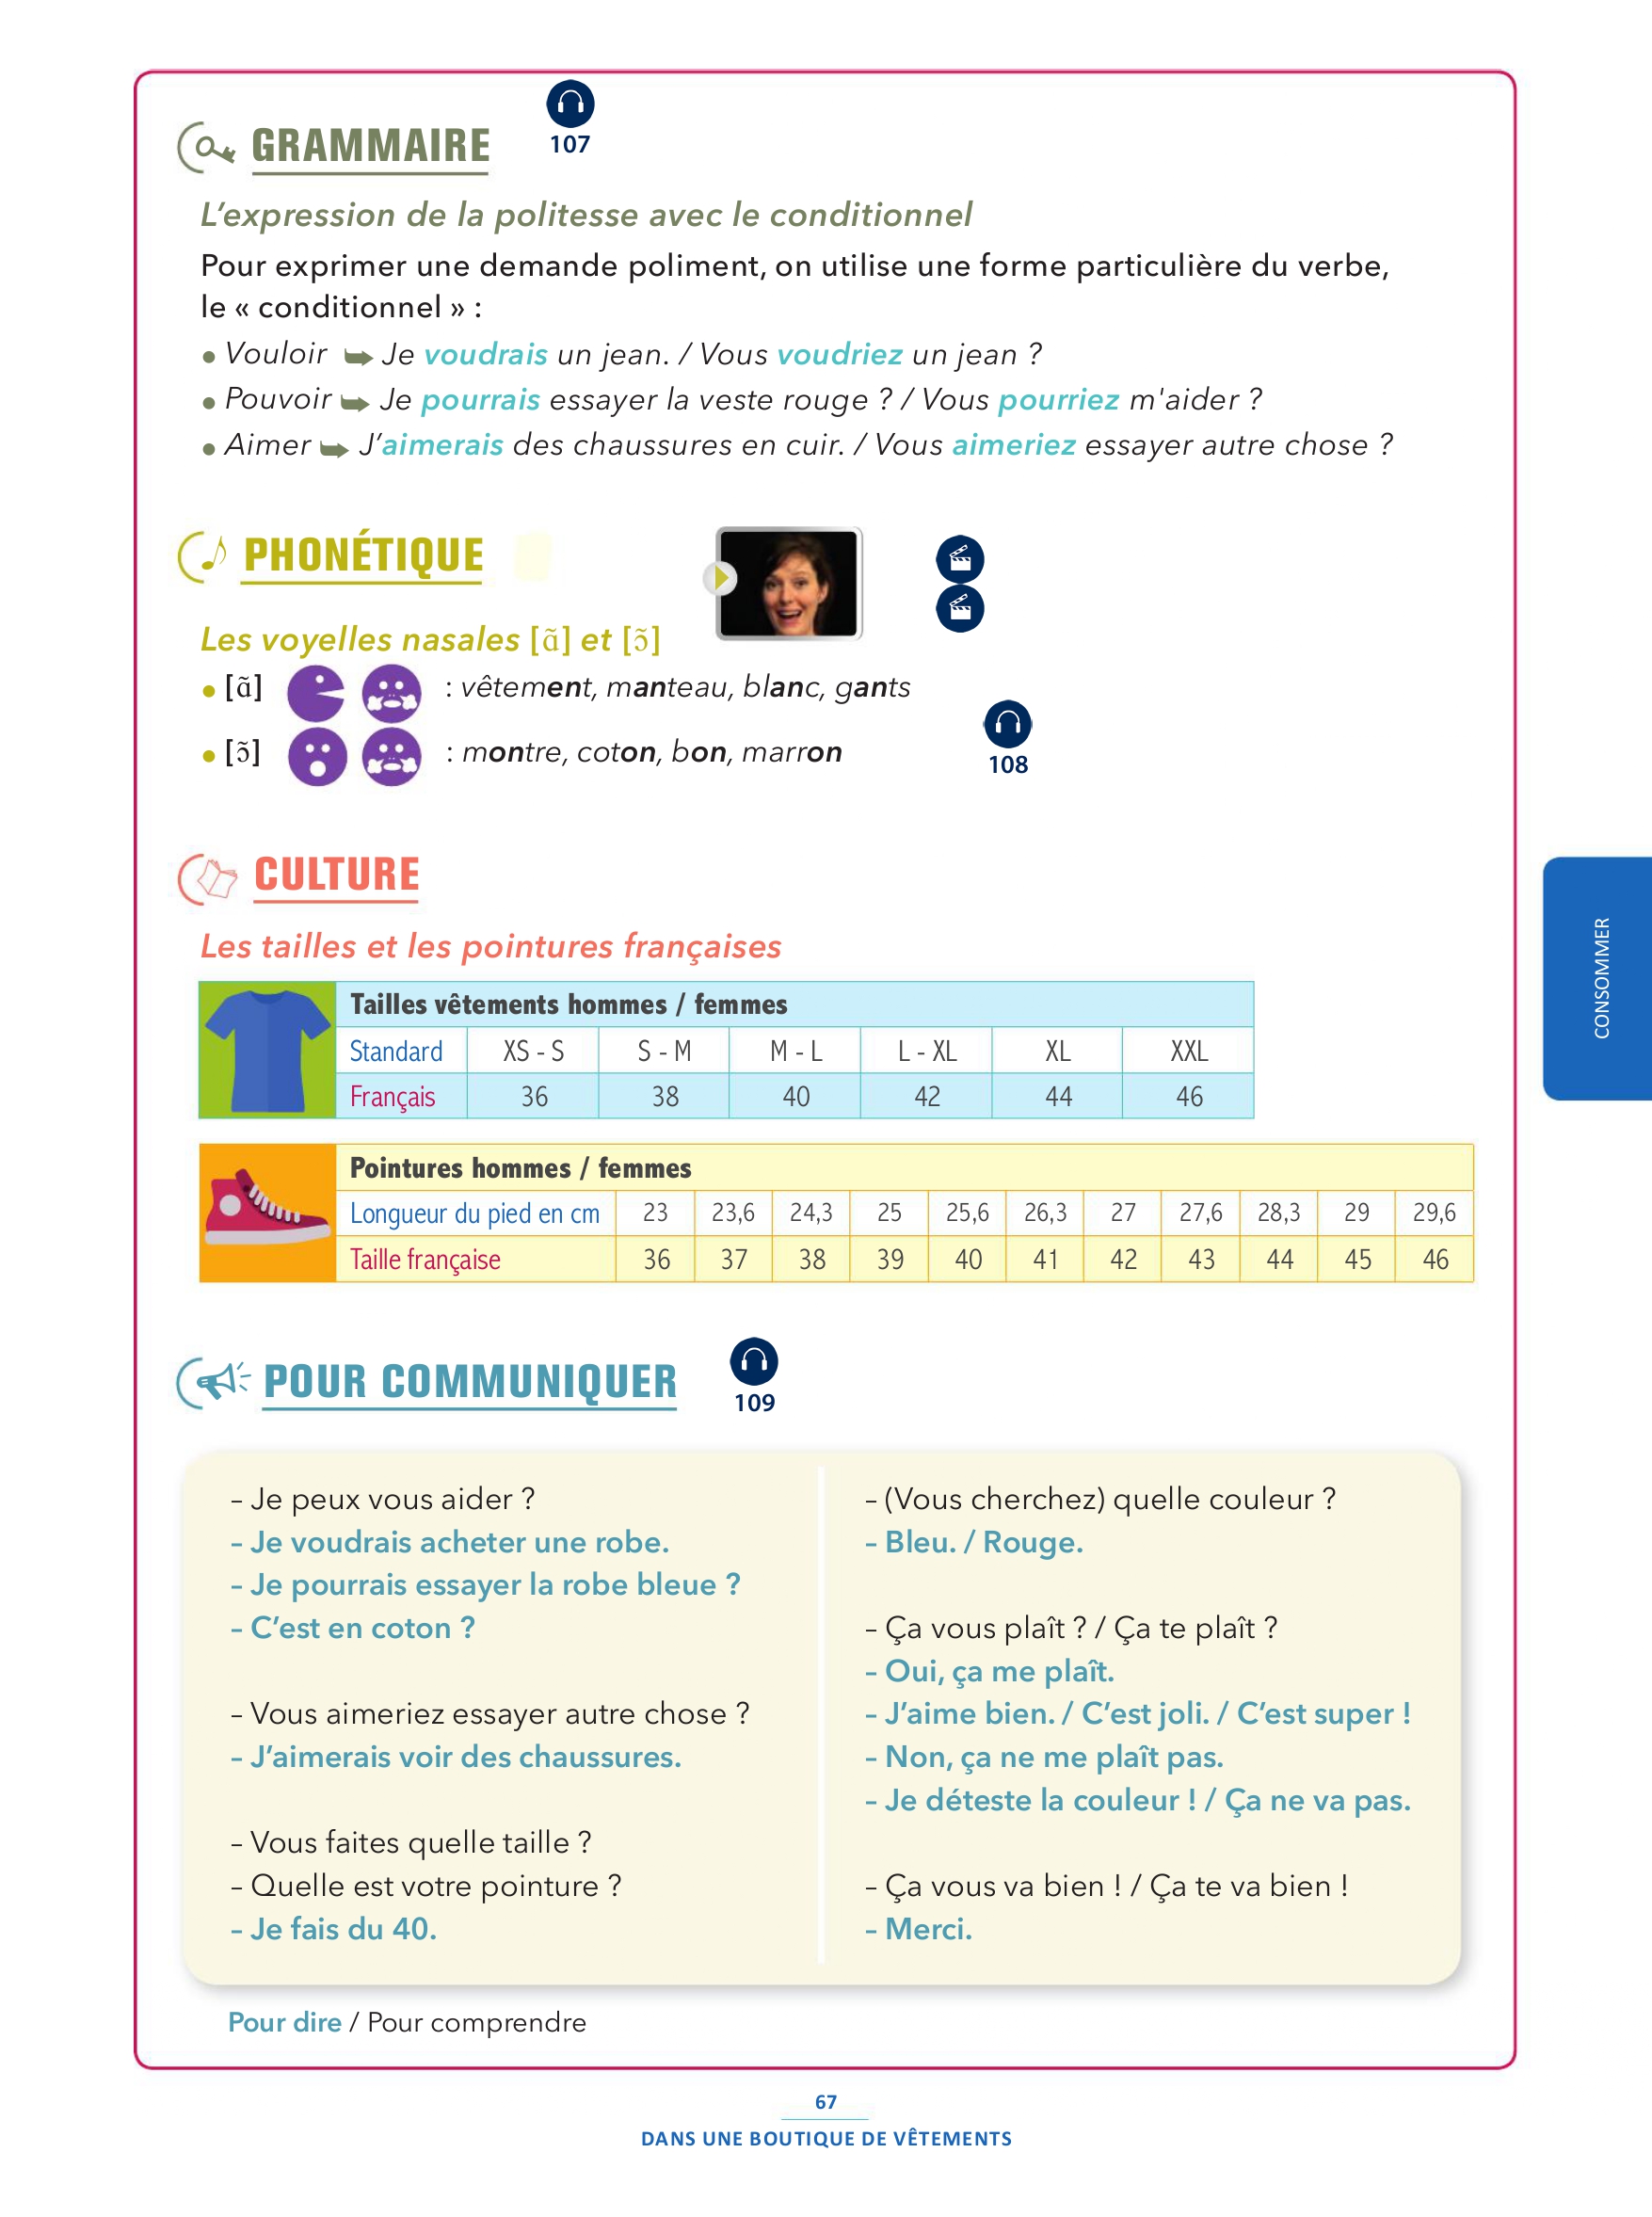 GRAMMAIRE
107
L'expression de la politesse avec le conditionnel
Pour exprimer une demande poliment, on utilise une forme particulière du verbe,
le « conditionnel » :
• Vouloir ➥ Je voudrais un jean. / Vous voudriez un jean ?
• Pouvoir ➥ Je pourrais essayer la veste rouge ? / Vous pourriez m'aider ?
• Aimer ➥ J'aimerais des chaussures en cuir. / Vous aimeriez essayer autre chose ?
PHONÉTIQUE
Les voyelles nasales [ɑ̃] et [ɔ̃]
• [ɑ̃] : vêtement, manteau, blanc, gants
• [ɔ̃] : montre, coton, bon, marron
108
CULTURE
Les tailles et les pointures françaises
Tailles vêtements hommes / femmes
Standard XS - S S - M M - L L - XL XL XXL
Français 36 38 40 42 44 46
Pointures hommes / femmes
Longueur du pied en cm 23 23,6 24,3 25 25,6 26,3 27 27,6 28,3 29 29,6
Taille française 36 37 38 39 40 41 42 43 44 45 46
CONSOMMER
POUR COMMUNIQUER
109
– Je peux vous aider ?
– Je voudrais acheter une robe.
– Je pourrais essayer la robe bleue ?
– C'est en coton ?
– Vous aimeriez essayer autre chose ?
– J'aimerais voir des chaussures.
– Vous faites quelle taille ?
– Quelle est votre pointure ?
– Je fais du 40.
– (Vous cherchez) quelle couleur ?
– Bleu. / Rouge.
– Ça vous plaît ? / Ça te plaît ?
– Oui, ça me plaît.
– J'aime bien. / C'est joli. / C'est super !
– Non, ça ne me plaît pas.
– Je déteste la couleur ! / Ça ne va pas.
– Ça vous va bien ! / Ça te va bien !
– Merci.
Pour dire / Pour comprendre
67
DANS UNE BOUTIQUE DE VÊTEMENTS